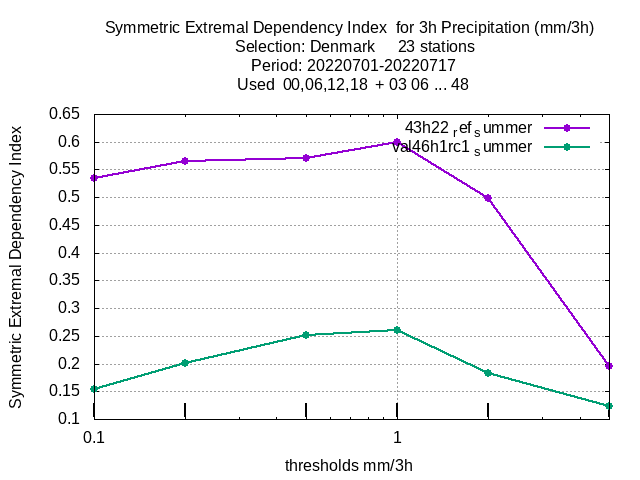 Symmetric Extremal Dependency Index for 3h Precipitation (mm/3h)
Selection: Denmark 23 stations
Period: 20220701-20220717
Used 00,06,12,18 + 03 06 ... 48
Symmetric Extremal Dependency Index
0.65
0.6
0.55
0.5
0.45
0.4
0.35
0.3
0.25
0.2
0.15
0.1
43h22 ref summer
val46h1rc1 summer
0.1
1
thresholds mm/3h